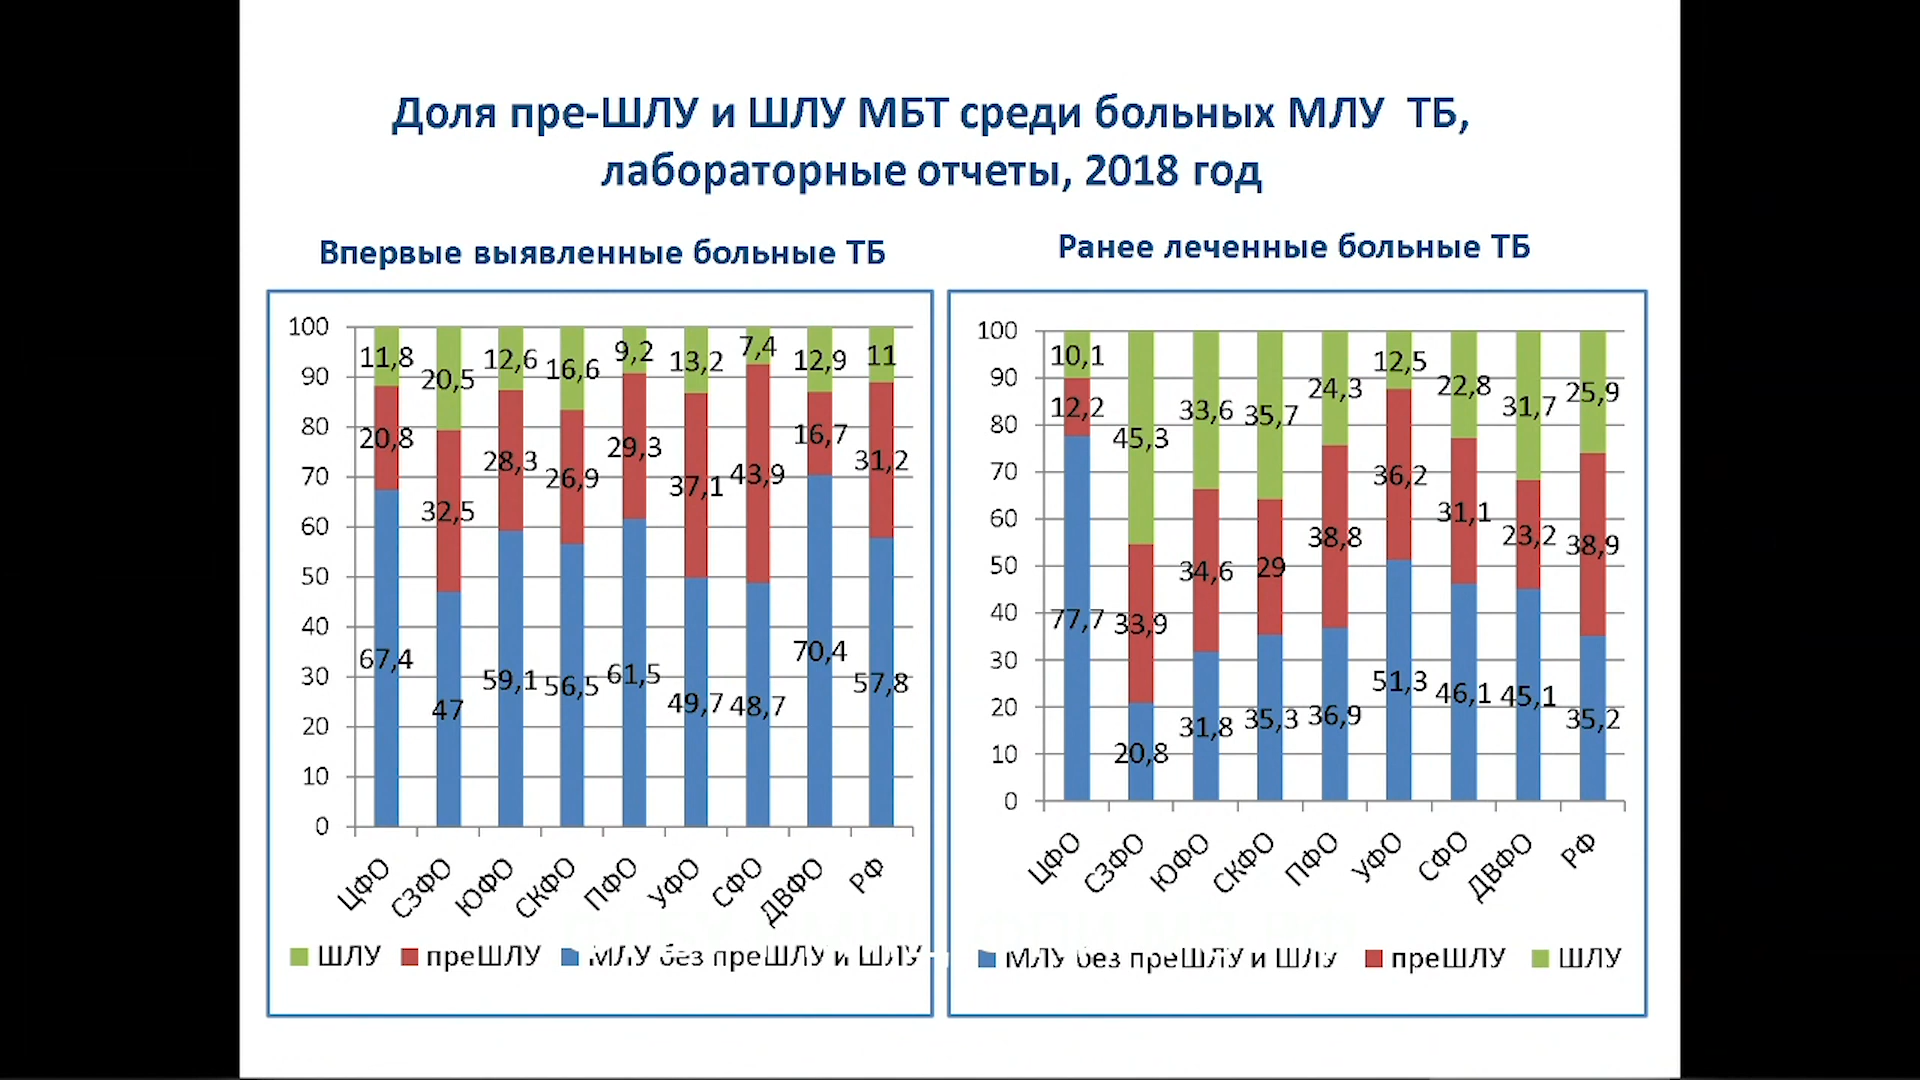 Доля пре-ШЛУ и ШЛУ МБТ среди больных МЛУ ТБ,
лабораторные отчеты, 2018 год
Впервые выявленные больные ТБ
100
90
80
70
60
50
40
30
20
10
0
11,8 20,5 12,6 16,6 9,2 13,2 7,4 12,9 11
20,8 32,5 28,3 26,9 29,3 37,1 43,9 16,7 31,2
67,4 47 59,1 56,5 61,5 49,7 48,7 70,4 57,8
ЦФО СЗФО ЮФО СКФО ПФО УФО СФО ДВФО РФ
ШЛУ преШЛУ МЛУ без преШЛУ и ШЛУ
Ранее леченные больные ТБ
100
90
80
70
60
50
40
30
20
10
0
10,1 45,3 33,6 35,7 24,3 12,5 22,8 31,7 25,9
12,2 33,9 34,6 29 38,8 36,2 31,1 23,2 38,9
77,7 20,8 31,8 35,3 36,9 51,3 46,1 45,1 35,2
ЦФО СЗФО ЮФО СКФО ПФО УФО СФО ДВФО РФ
МЛУ без преШЛУ и ШЛУ преШЛУ ШЛУ